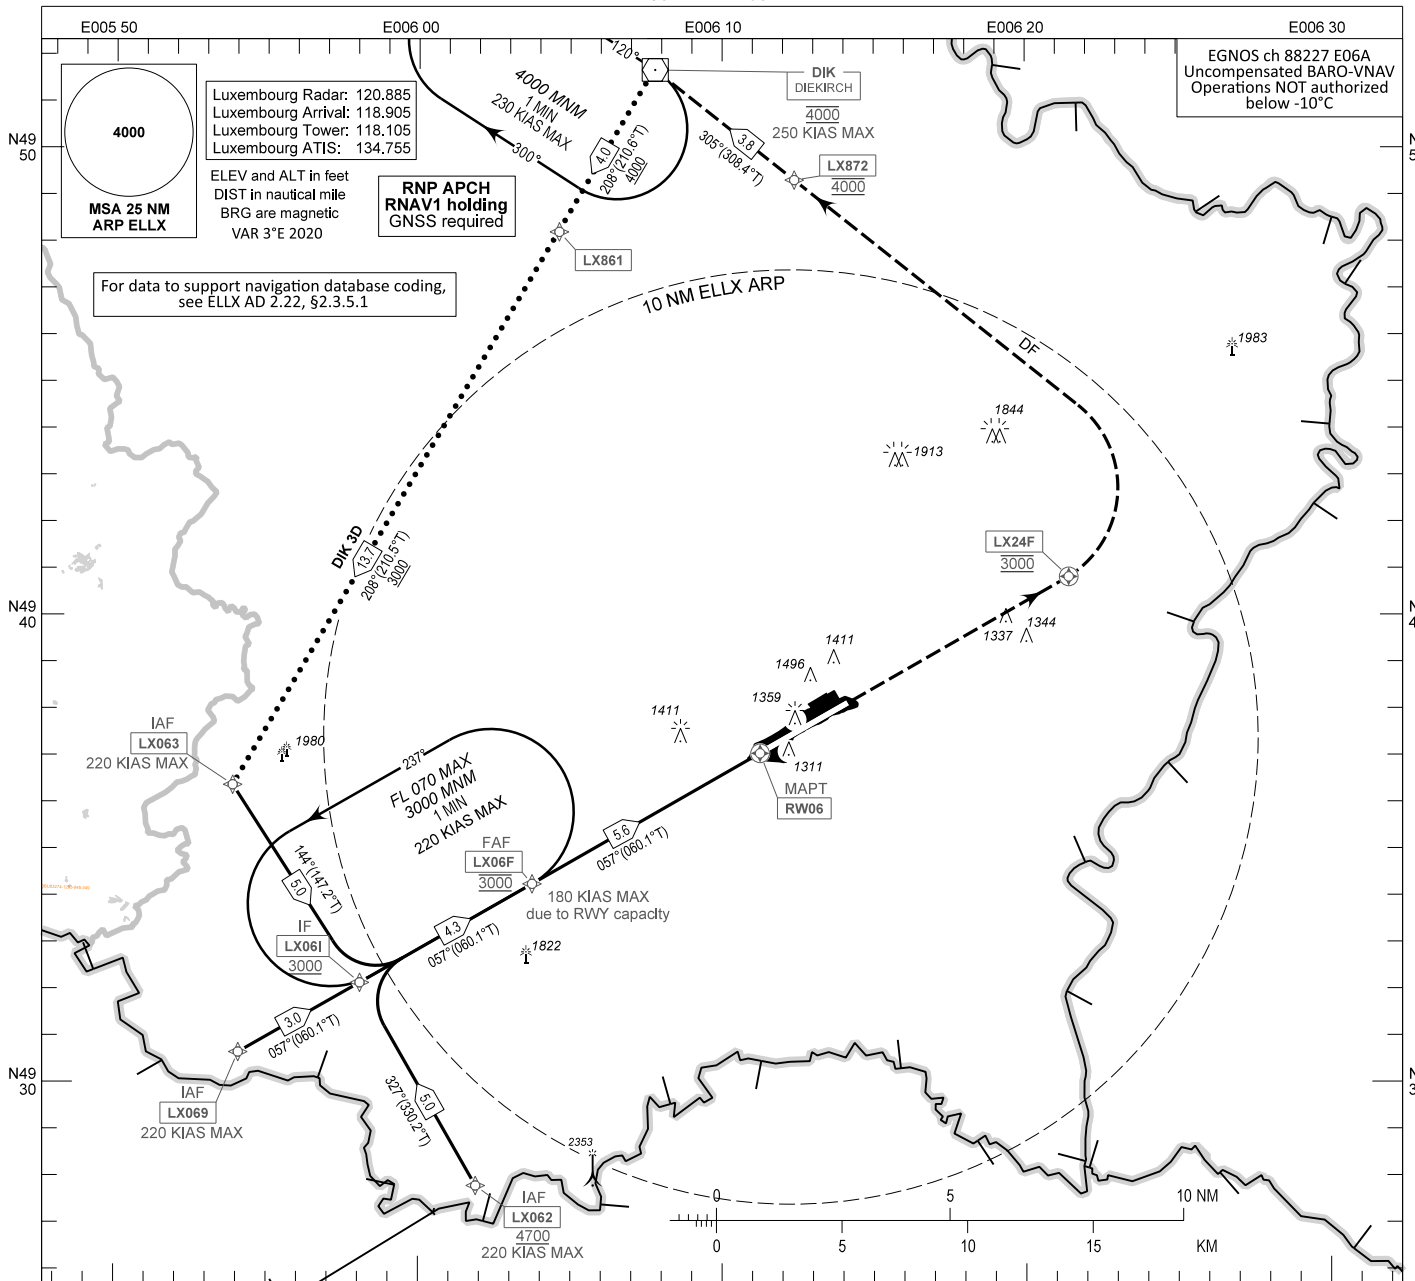 E005 50
E006 00
E006 10
E006 20
E006 30
4000
MSA 25 NM
ARP ELLX
Luxembourg Radar: 120.885
Luxembourg Arrival: 118.905
Luxembourg Tower: 118.105
Luxembourg ATIS: 134.755
ELEV and ALT in feet
DIST in nautical mile
BRG are magnetic
VAR 3°E 2020
RNP APCH
RNAV1 holding
GNSS required
For data to support navigation database coding,
see ELLX AD 2.22, §2.3.5.1
EGNOS ch 88227 E06A
Uncompensated BARO-VNAV
Operations NOT authorized
below -10°C
120°
4000 MNM
1 MIN
230 KIAS MAX
300°
DIK
DIEKIRCH
4000
250 KIAS MAX
4.0
208°(210.6°T)
4000
3.8
305°(308.4°T)
LX872
4000
LX861
10 NM ELLX ARP
DF
1983
1844
1913
N49
50
N
5
DIK 3D
13.7
208°(210.5°T)
3000
LX24F
3000
N49
40
N
4
1337
1344
1411
1496
1359
1411
1311
IAF
LX063
220 KIAS MAX
1980
237°
FL 070 MAX
3000 MNM
1 MIN
220 KIAS MAX
MAPT
RW06
5.6
057°(060.1°T)
FAF
LX06F
3000
180 KIAS MAX
due to RWY capacity
144°(147.2°T)
5.0
4.3
057°(060.1°T)
IF
LX06I
3000
1822
3.0
057°(060.1°T)
N49
30
N
3
IAF
LX069
220 KIAS MAX
5.0
327°(330.2°T)
2353
IAF
LX062
4700
220 KIAS MAX
0
5
10 NM
0
5
10
15
KM